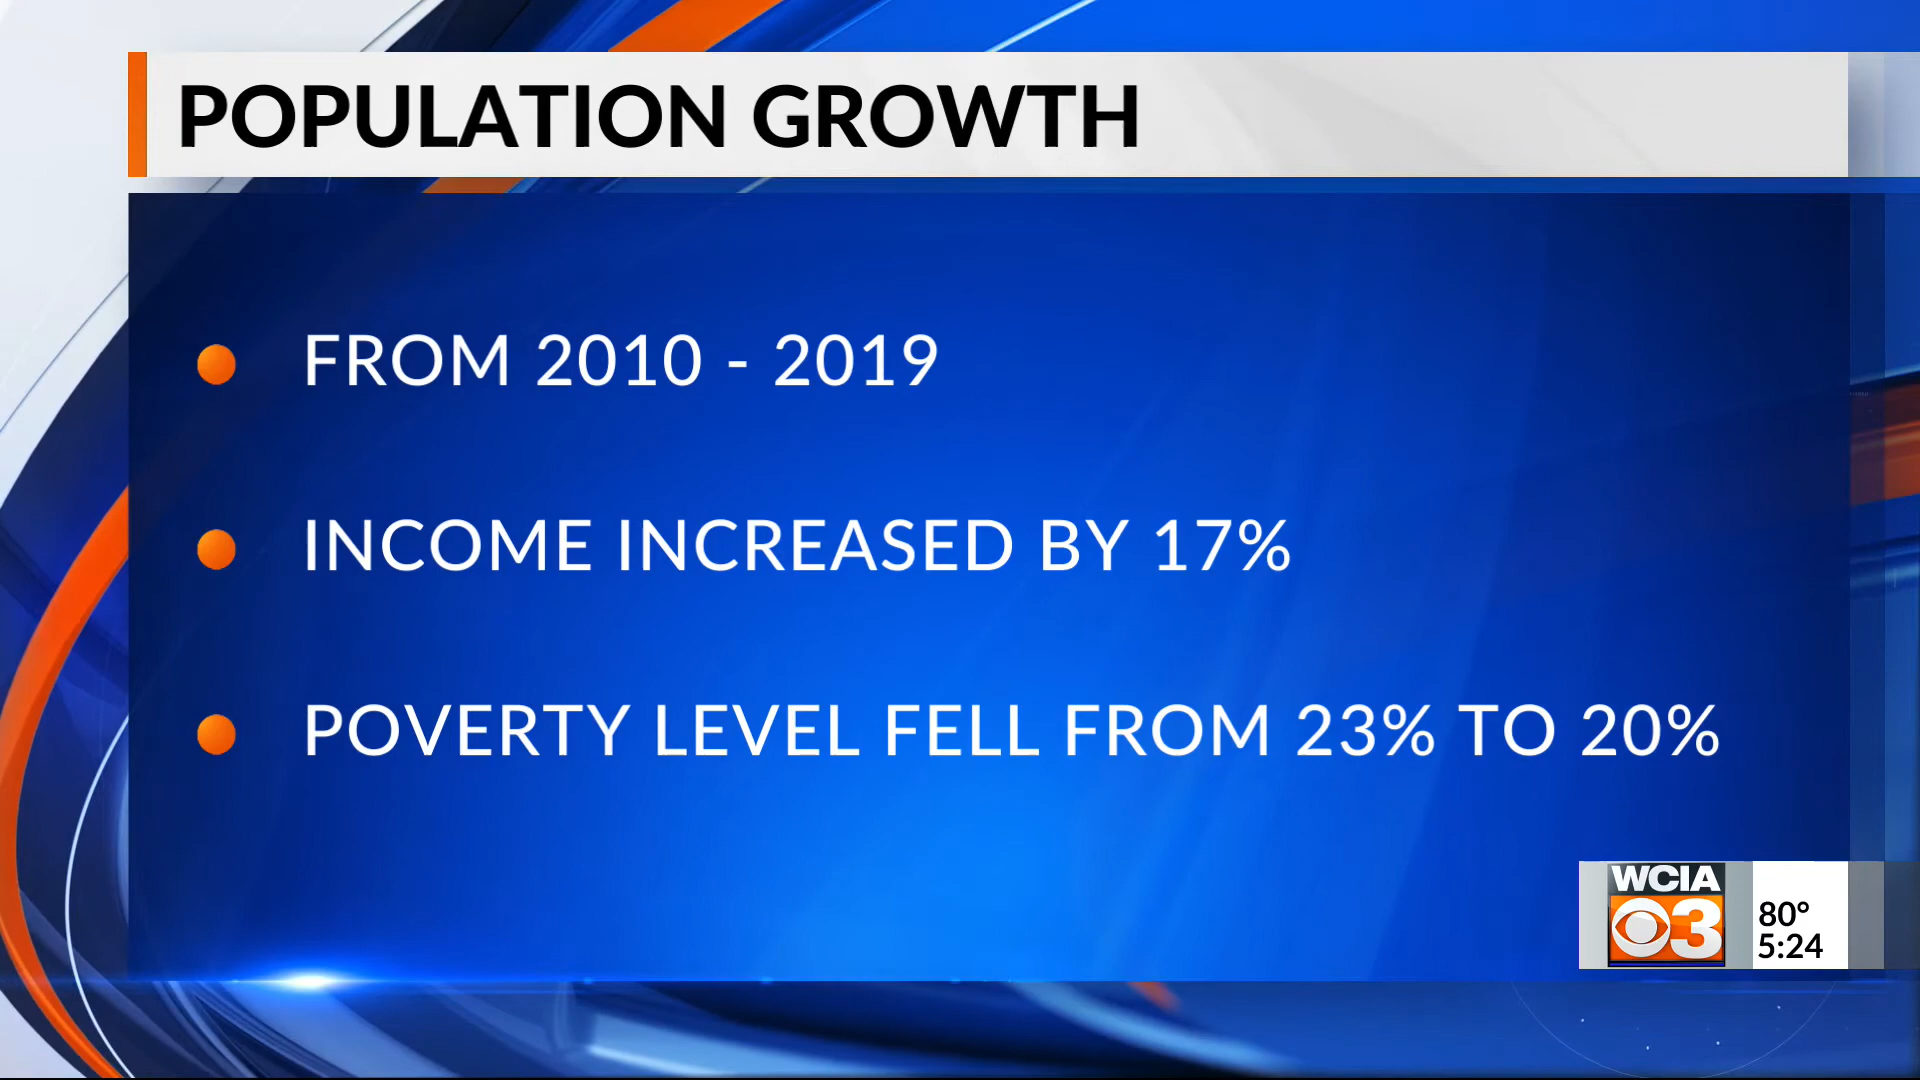 POPULATION GROWTH
FROM 2010 - 2019
INCOME INCREASED BY 17%
POVERTY LEVEL FELL FROM 23% TO 20%
WCIA
3
80°
5:24